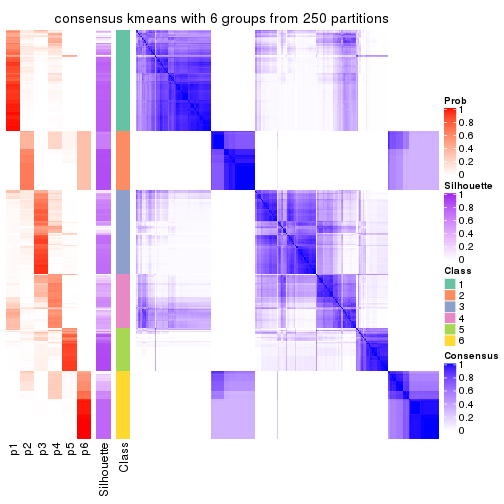 consensus kmeans with 6 groups from 250 partitions
Prob
1
0.8
0.6
0.4
0.2
0
Silhouette
1
0.8
0.6
0.4
0.2
0
Class
1
2
3
4
5
6
Consensus
1
0.8
0.6
0.4
0.2
0
p1
p2
p3
p4
p5
p6
Silhouette
Class